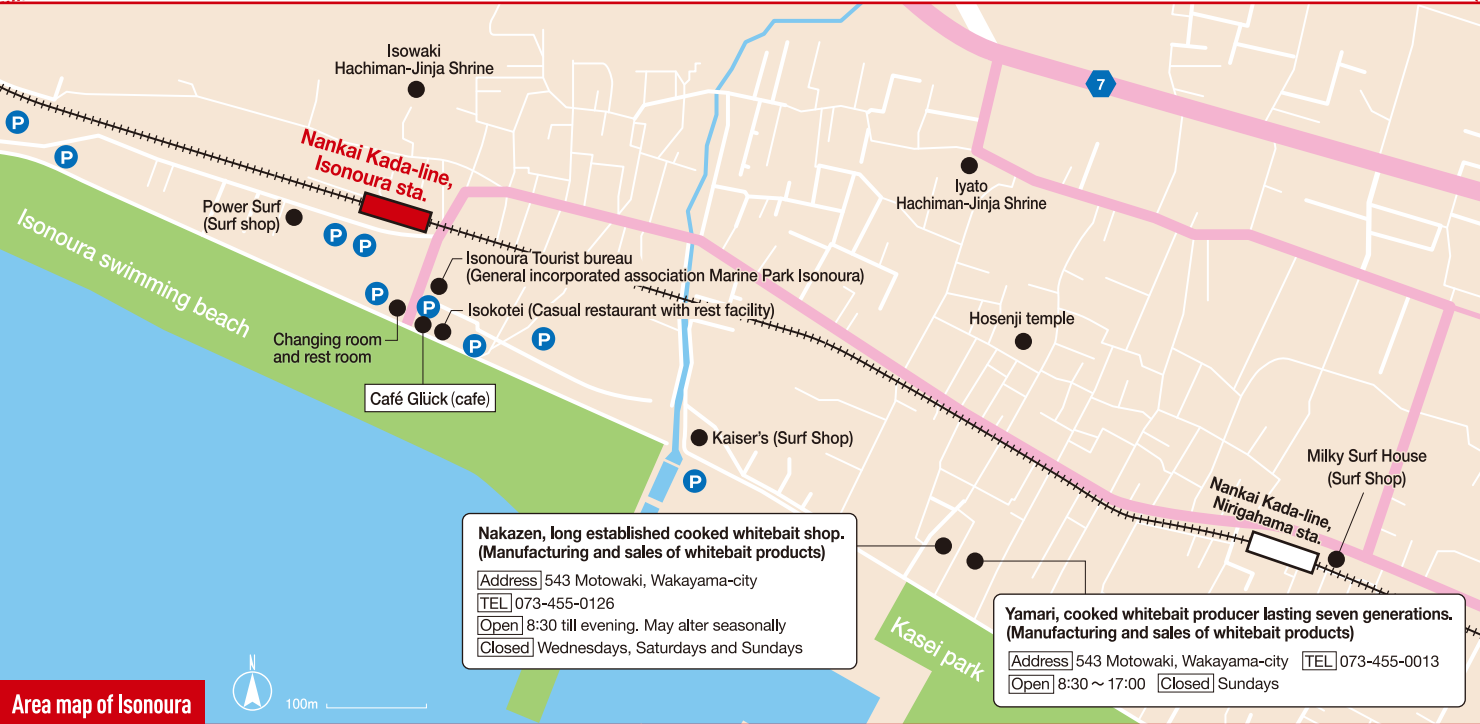 Isowaki
Hachiman-Jinja Shrine
7
P
P
Nankai Kada-line,
Isonoura sta.
Iyato
Hachiman-Jinja Shrine
Power Surf
(Surf shop)
P
P
Isonoura swimming beach
Isonoura Tourist bureau
(General incorporated association Marine Park Isonoura)
P
P
Isokotei (Casual restaurant with rest facility)
Hosenji temple
Changing room
and rest room
P
P
Café Glück (cafe)
Kaiser's (Surf Shop)
P
Milky Surf House
(Surf Shop)
Nankai Kada-line,
Nirigahama sta.
Nakazen, long established cooked whitebait shop.
(Manufacturing and sales of whitebait products)
Address 543 Motowaki, Wakayama-city
TEL 073-455-0126
Open 8:30 till evening. May alter seasonally
Closed Wednesdays, Saturdays and Sundays
Kasei park
Yamari, cooked whitebait producer lasting seven generations.
(Manufacturing and sales of whitebait products)
Address 543 Motowaki, Wakayama-city TEL 073-455-0013
Open 8:30～17:00 Closed Sundays
Area map of Isonoura
N
100m